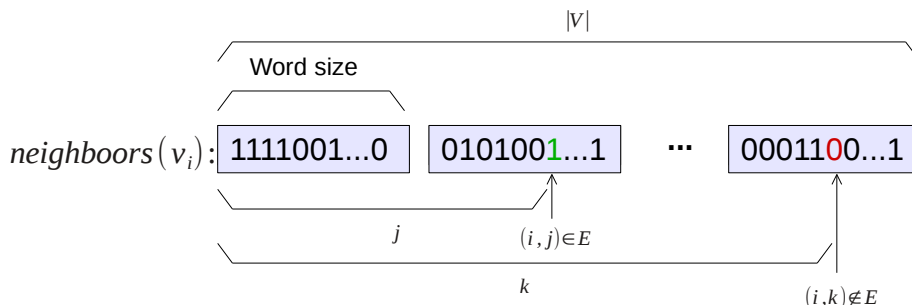 |V|
Word size
neighboors(v_i): 1111001...0 0101001...1 ... 0001100...1
j (i,j)∈E
k (i,k)∉E